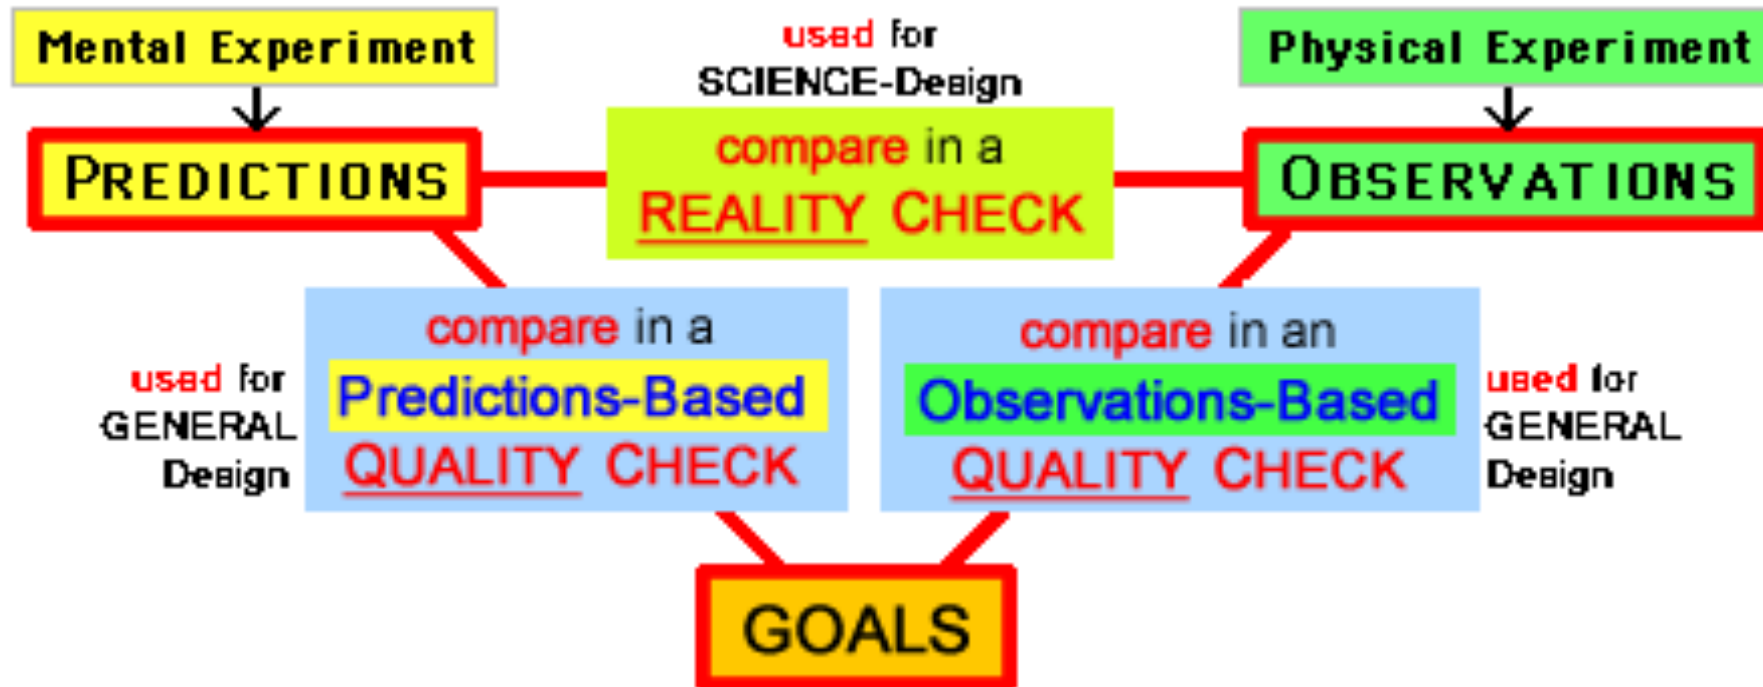 Mental Experiment
used for
SCIENCE-Design
Physical Experiment
PREDICTIONS
compare in a
REALITY CHECK
OBSERVATIONS
used for
GENERAL
Design
compare in a
Predictions-Based
QUALITY CHECK
compare in an
Observations-Based
QUALITY CHECK
used for
GENERAL
Design
GOALS